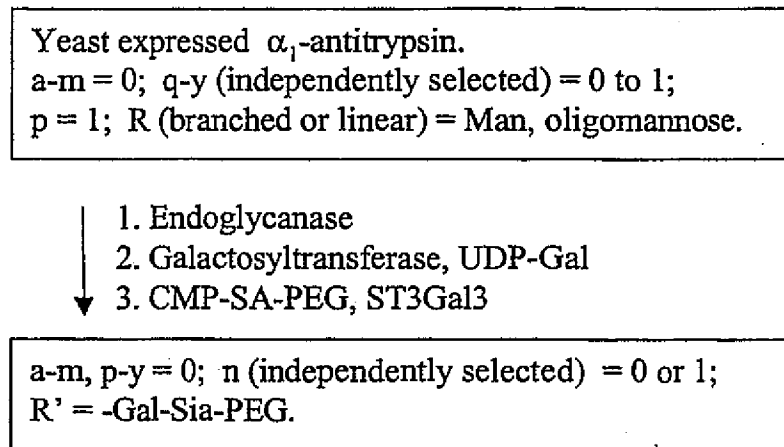 Yeast expressed α₁-antitrypsin.
a-m = 0; q-y (independently selected) = 0 to 1;
p = 1; R (branched or linear) = Man, oligomannose.
1. Endoglycanase
2. Galactosyltransferase, UDP-Gal
3. CMP-SA-PEG, ST3Gal3
a-m, p-y = 0; n (independently selected) = 0 or 1;
R' = -Gal-Sia-PEG.